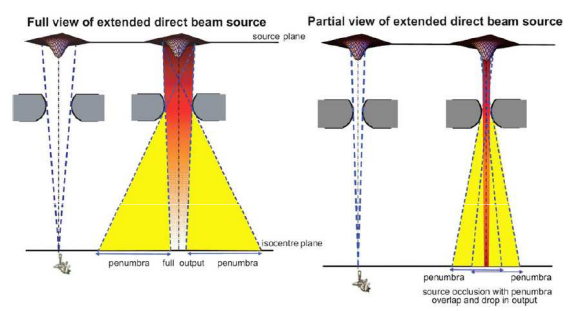 Full view of extended direct beam source
Partial view of extended direct beam source
source plane
isocentre plane
penumbra
full output
penumbra
penumbra
penumbra
source occlusion with penumbra
overlap and drop in output